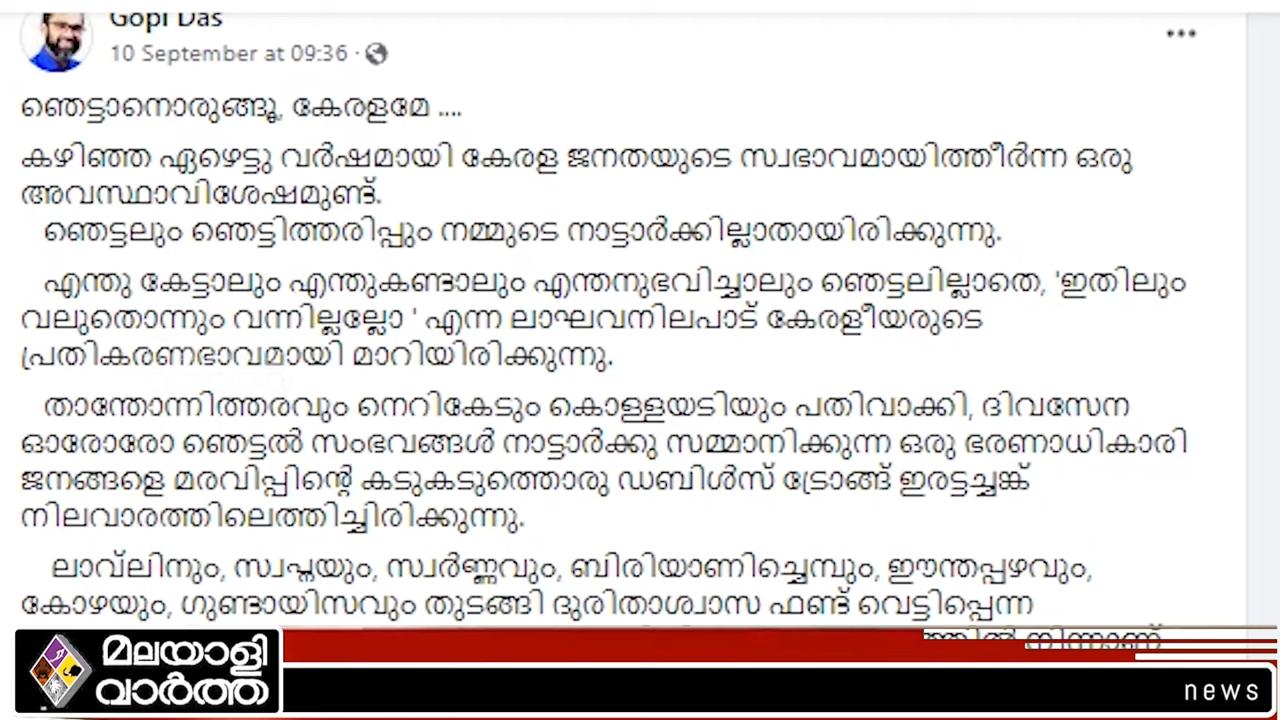 Gopi Das
10 September at 09:36 ·
ഞെട്ടാനൊരുങ്ങൂ, കേരളമേ ....
കഴിഞ്ഞ ഏഴെട്ടു വർഷമായി കേരള ജനതയുടെ സ്വഭാവമായിത്തീർന്ന ഒരു
അവസ്ഥാവിശേഷമുണ്ട്.
ഞെട്ടലും ഞെട്ടിത്തരിപ്പും നമ്മുടെ നാട്ടാർക്കില്ലാതായിരിക്കുന്നു.
എന്തു കേട്ടാലും എന്തുകണ്ടാലും എന്തനുഭവിച്ചാലും ഞെട്ടലില്ലാതെ, 'ഇതിലും
വലുതൊന്നും വന്നില്ലല്ലോ ' എന്ന ലാഘവനിലപാട് കേരളീയരുടെ
പ്രതികരണഭാവമായി മാറിയിരിക്കുന്നു.
താന്തോന്നിത്തരവും നെറികേടും കൊള്ളയടിയും പതിവാക്കി, ദിവസേന
ഓരോരോ ഞെട്ടൽ സംഭവങ്ങൾ നാട്ടാർക്കു സമ്മാനിക്കുന്ന ഒരു ഭരണാധികാരി
ജനങ്ങളെ മരവിപ്പിന്റെ കടുകടുത്തൊരു ഡബിൾസ് ട്രോങ്ങ് ഇരട്ടച്ചങ്ക്
നിലവാരത്തിലെത്തിച്ചിരിക്കുന്നു.
ലാവ്ലിനും, സ്വപ്നയും, സ്വർണ്ണവും, ബിരിയാണിച്ചെമ്പും, ഈന്തപ്പഴവും,
കോഴയും, ഗുണ്ടായിസവും തുടങ്ങി ദുരിതാശ്വാസ ഫണ്ട് വെട്ടിപ്പെന്ന
നിന്നാണ്
മലയാളി
വാർത്ത
news